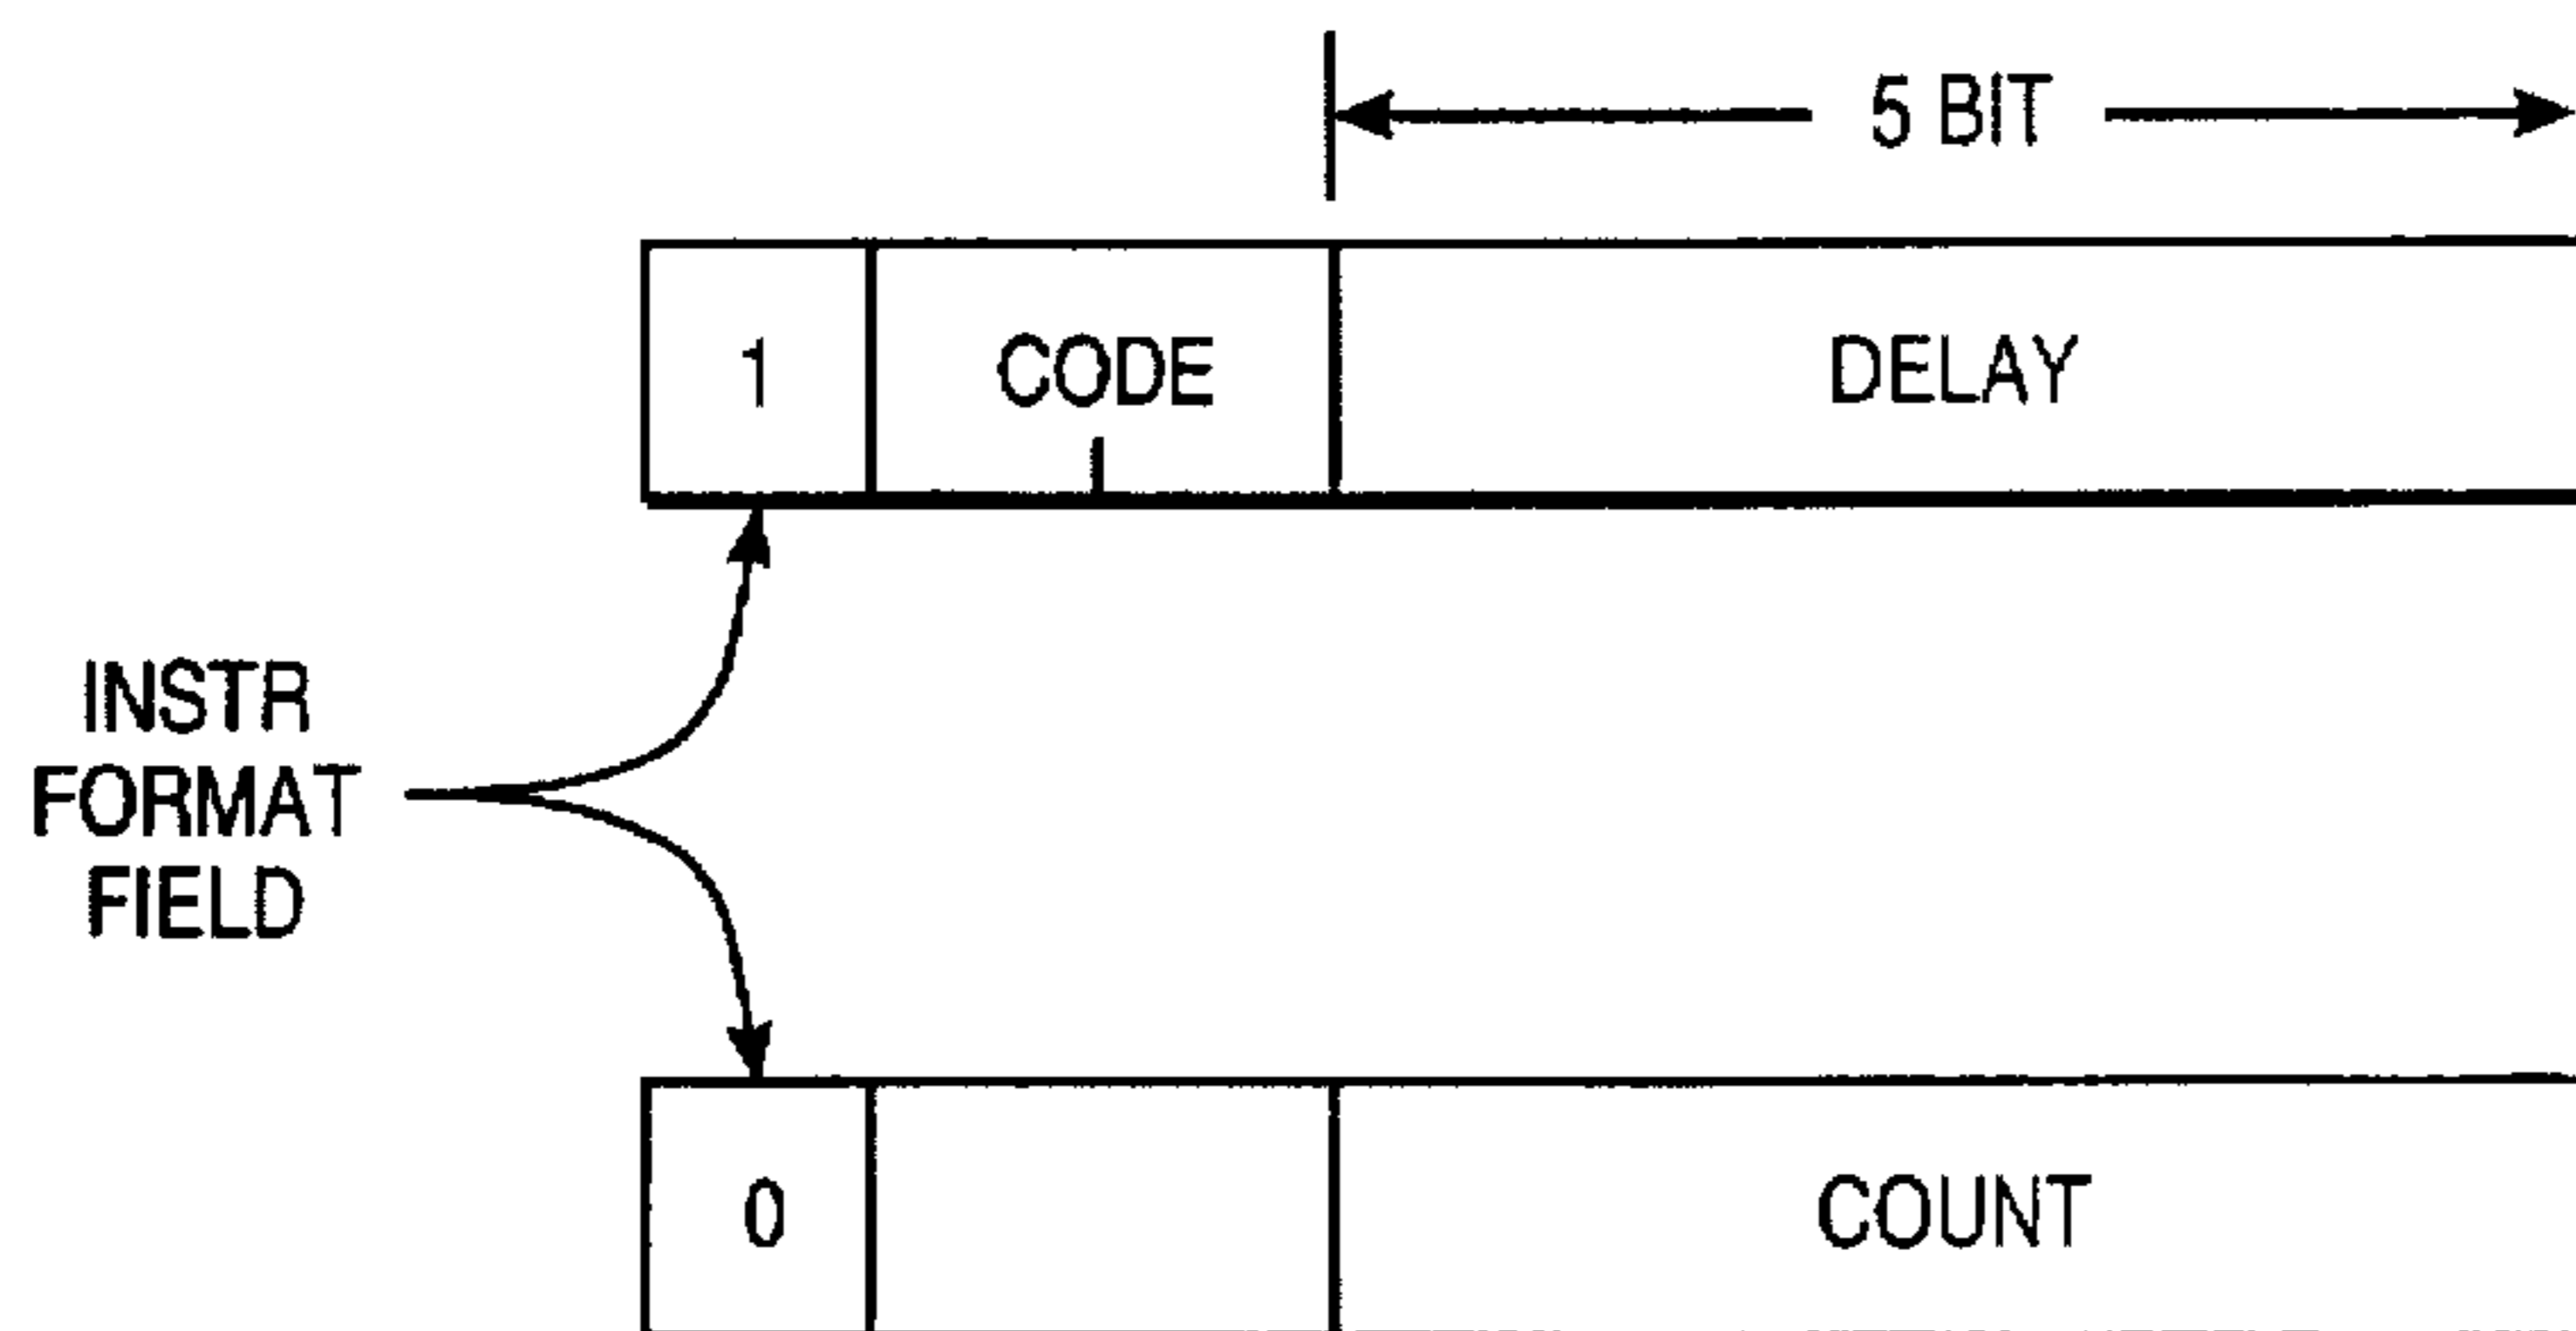 5 BIT
1 CODE DELAY
INSTR
FORMAT
FIELD
0 COUNT